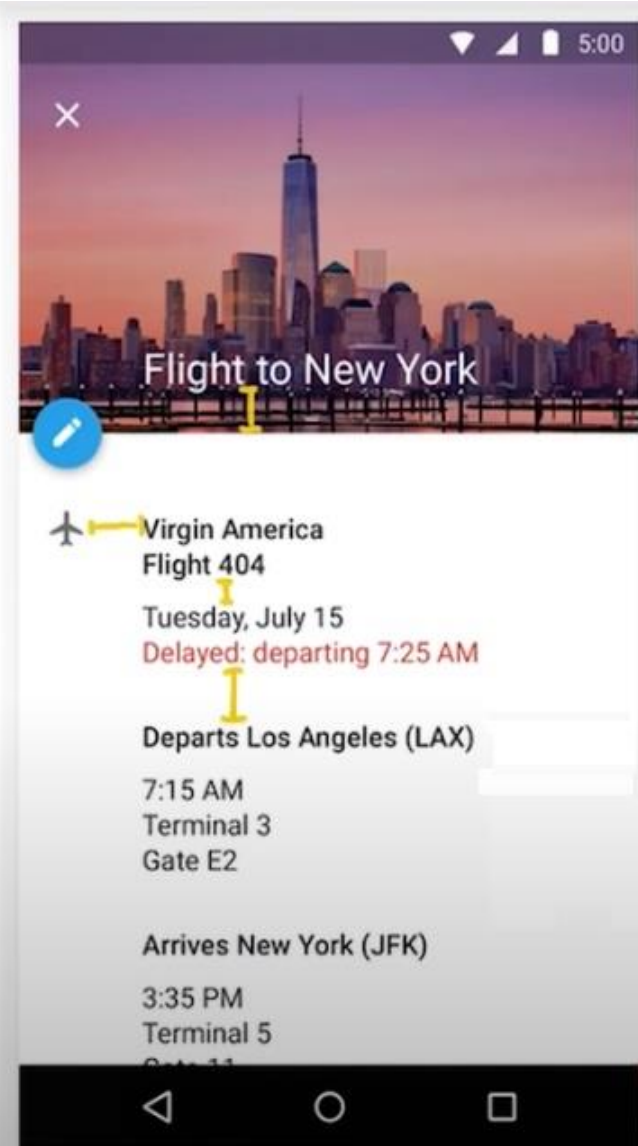 5:00
Flight to New York
Virgin America
Flight 404
Tuesday, July 15
Delayed: departing 7:25 AM
Departs Los Angeles (LAX)
7:15 AM
Terminal 3
Gate E2
Arrives New York (JFK)
3:35 PM
Terminal 5
Gate 11